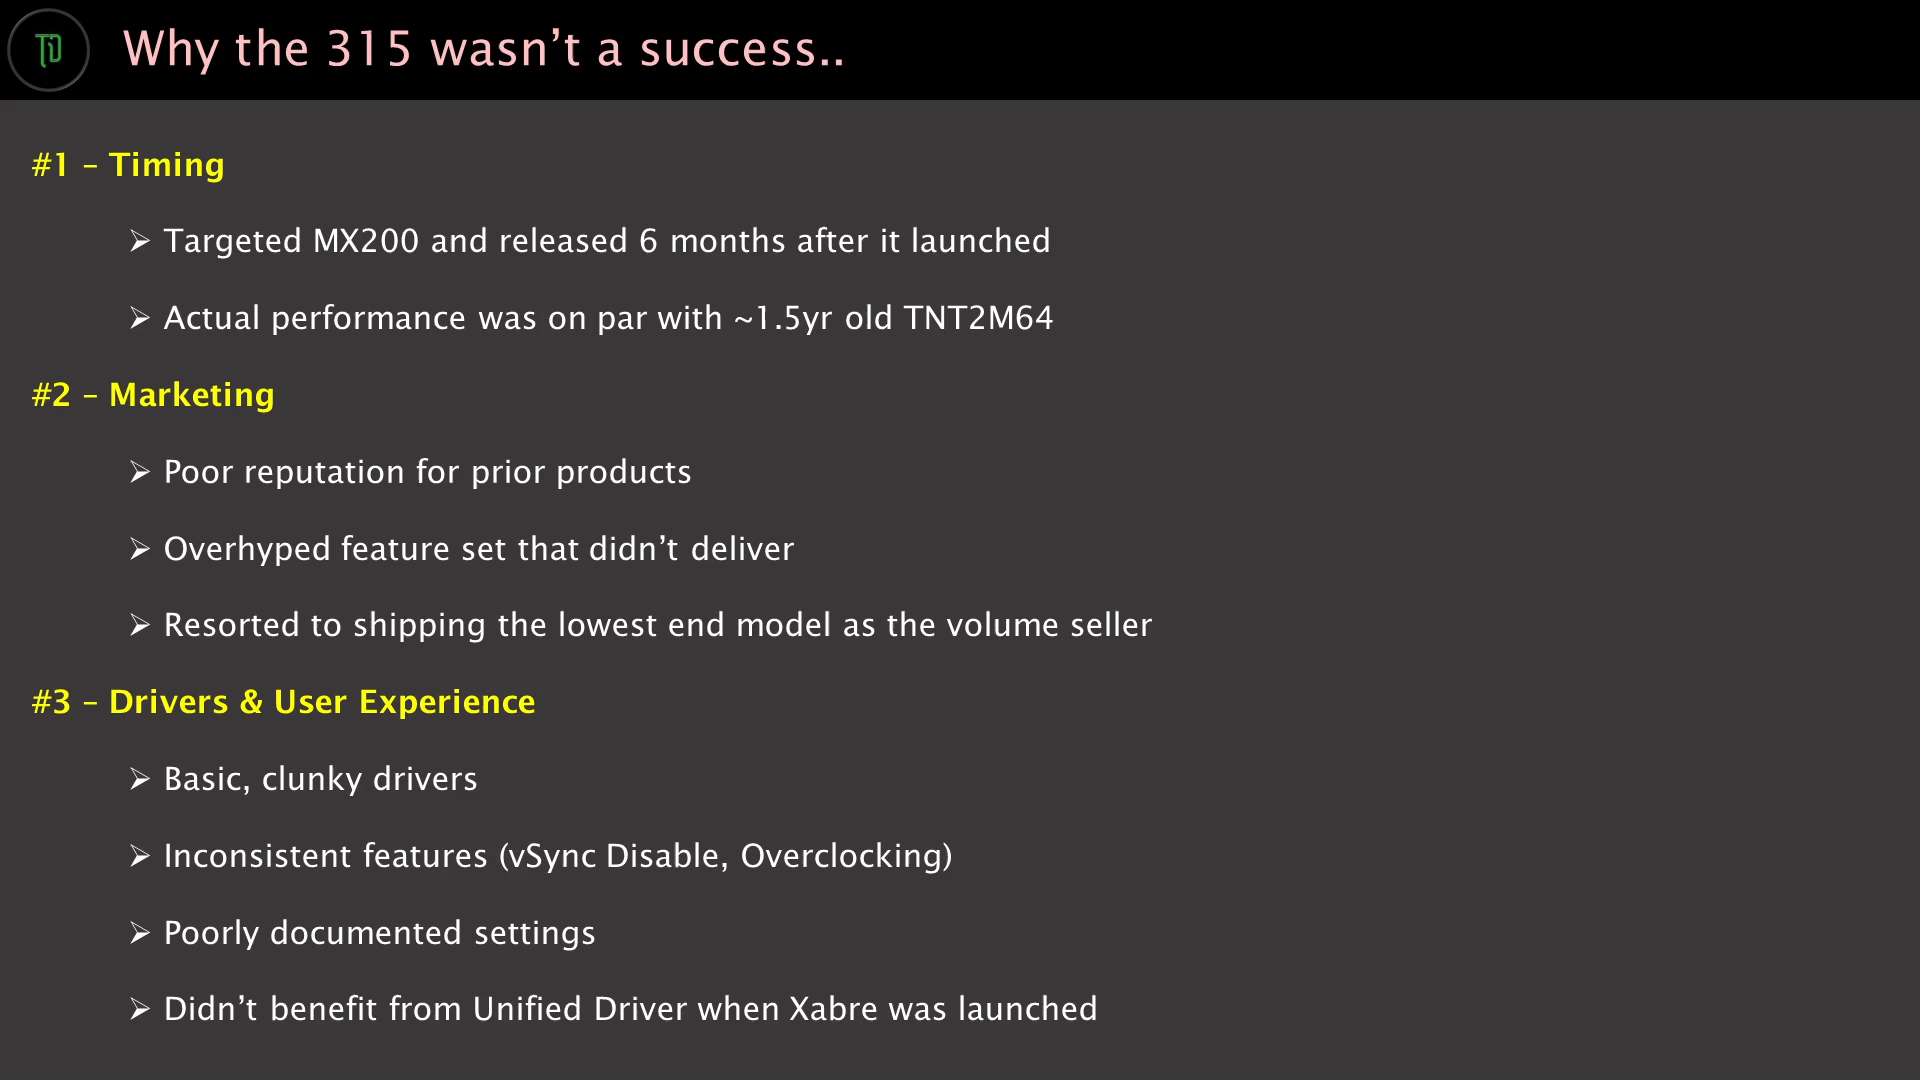 TD
Why the 315 wasn’t a success..
#1 – Timing
➢ Targeted MX200 and released 6 months after it launched
➢ Actual performance was on par with ~1.5yr old TNT2M64
#2 – Marketing
➢ Poor reputation for prior products
➢ Overhyped feature set that didn’t deliver
➢ Resorted to shipping the lowest end model as the volume seller
#3 – Drivers & User Experience
➢ Basic, clunky drivers
➢ Inconsistent features (vSync Disable, Overclocking)
➢ Poorly documented settings
➢ Didn’t benefit from Unified Driver when Xabre was launched